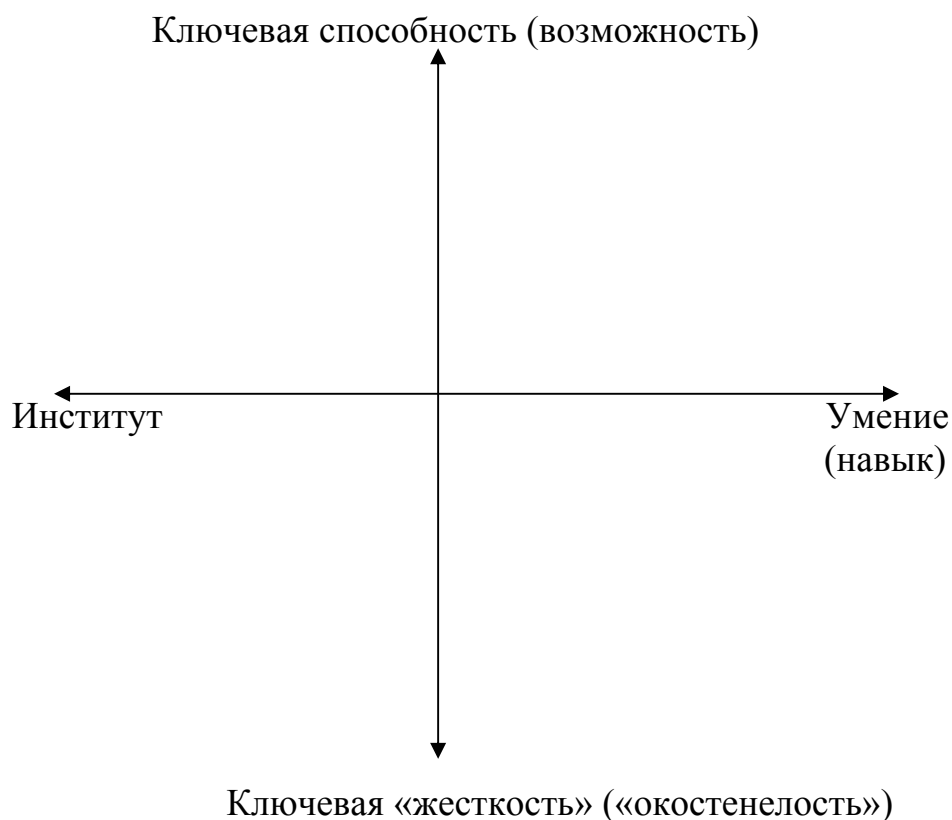 Ключевая способность (возможность)
Институт
Умение
(навык)
Ключевая «жесткость» («окостенелость»)